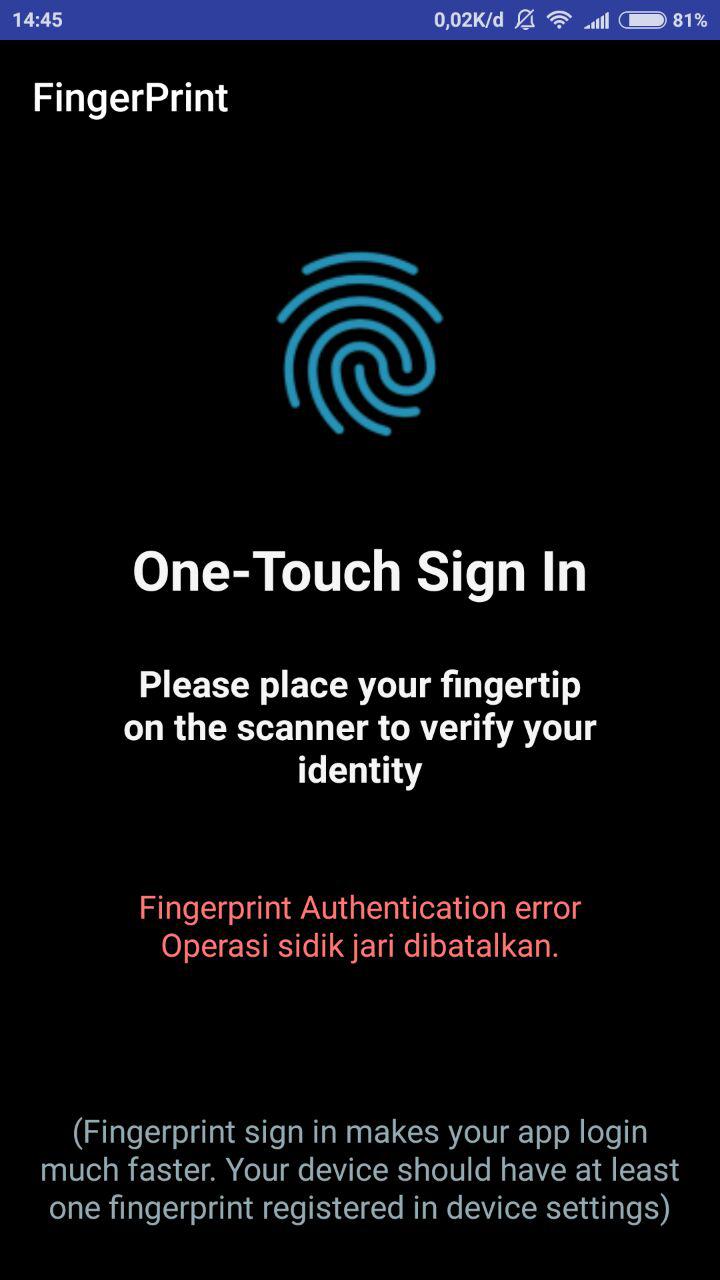 14:45 0,02K/d 81%
FingerPrint
One-Touch Sign In
Please place your fingertip
on the scanner to verify your
identity
Fingerprint Authentication error
Operasi sidik jari dibatalkan.
(Fingerprint sign in makes your app login
much faster. Your device should have at least
one fingerprint registered in device settings)